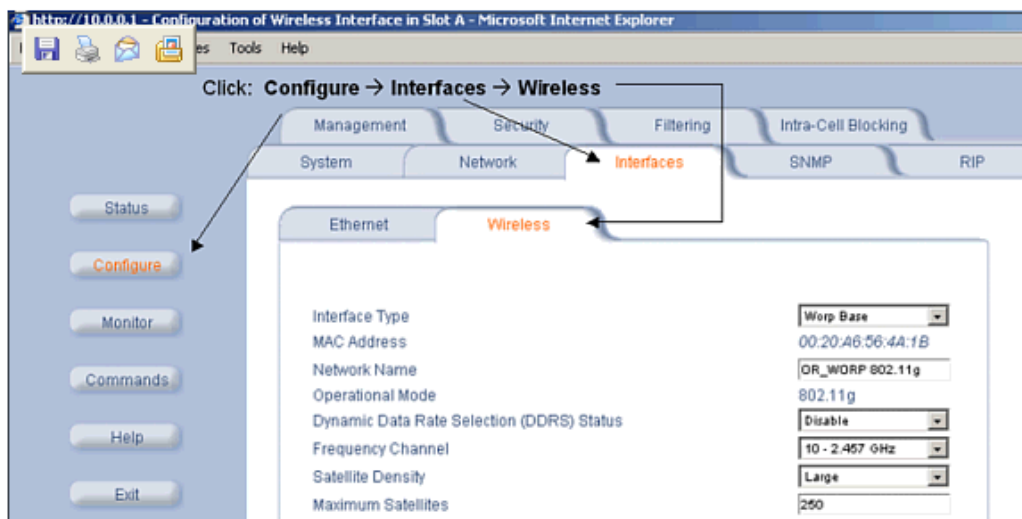 http://10.0.0.1 - Configuration of Wireless Interface in Slot A - Microsoft Internet Explorer
es Tools Help
Click: Configure → Interfaces → Wireless
Management Security Filtering Intra-Cell Blocking
System Network Interfaces SNMP RIP
Ethernet Wireless
Status
Configure
Monitor
Commands
Help
Exit
Interface Type Worp Base
MAC Address 00:20:A6:56:4A:1B
Network Name OR_WORP 802.11g
Operational Mode 802.11g
Dynamic Data Rate Selection (DDRS) Status Disable
Frequency Channel 10 - 2.457 GHz
Satellite Density Large
Maximum Satellites 250